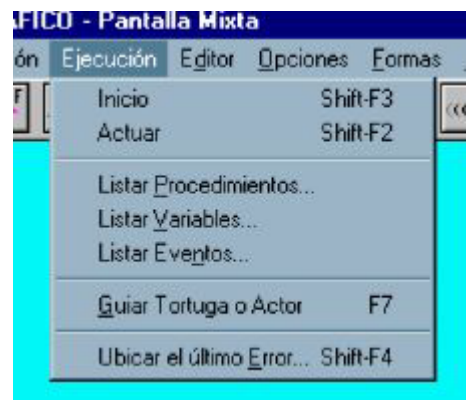 ÁFICO - Pantalla Mixta
ón Ejecución Editor Opciones Formas
Inicio Shift-F3
Actuar Shift-F2
Listar Procedimientos...
Listar Variables...
Listar Eventos...
Guiar Tortuga o Actor F7
Ubicar el último Error... Shift-F4